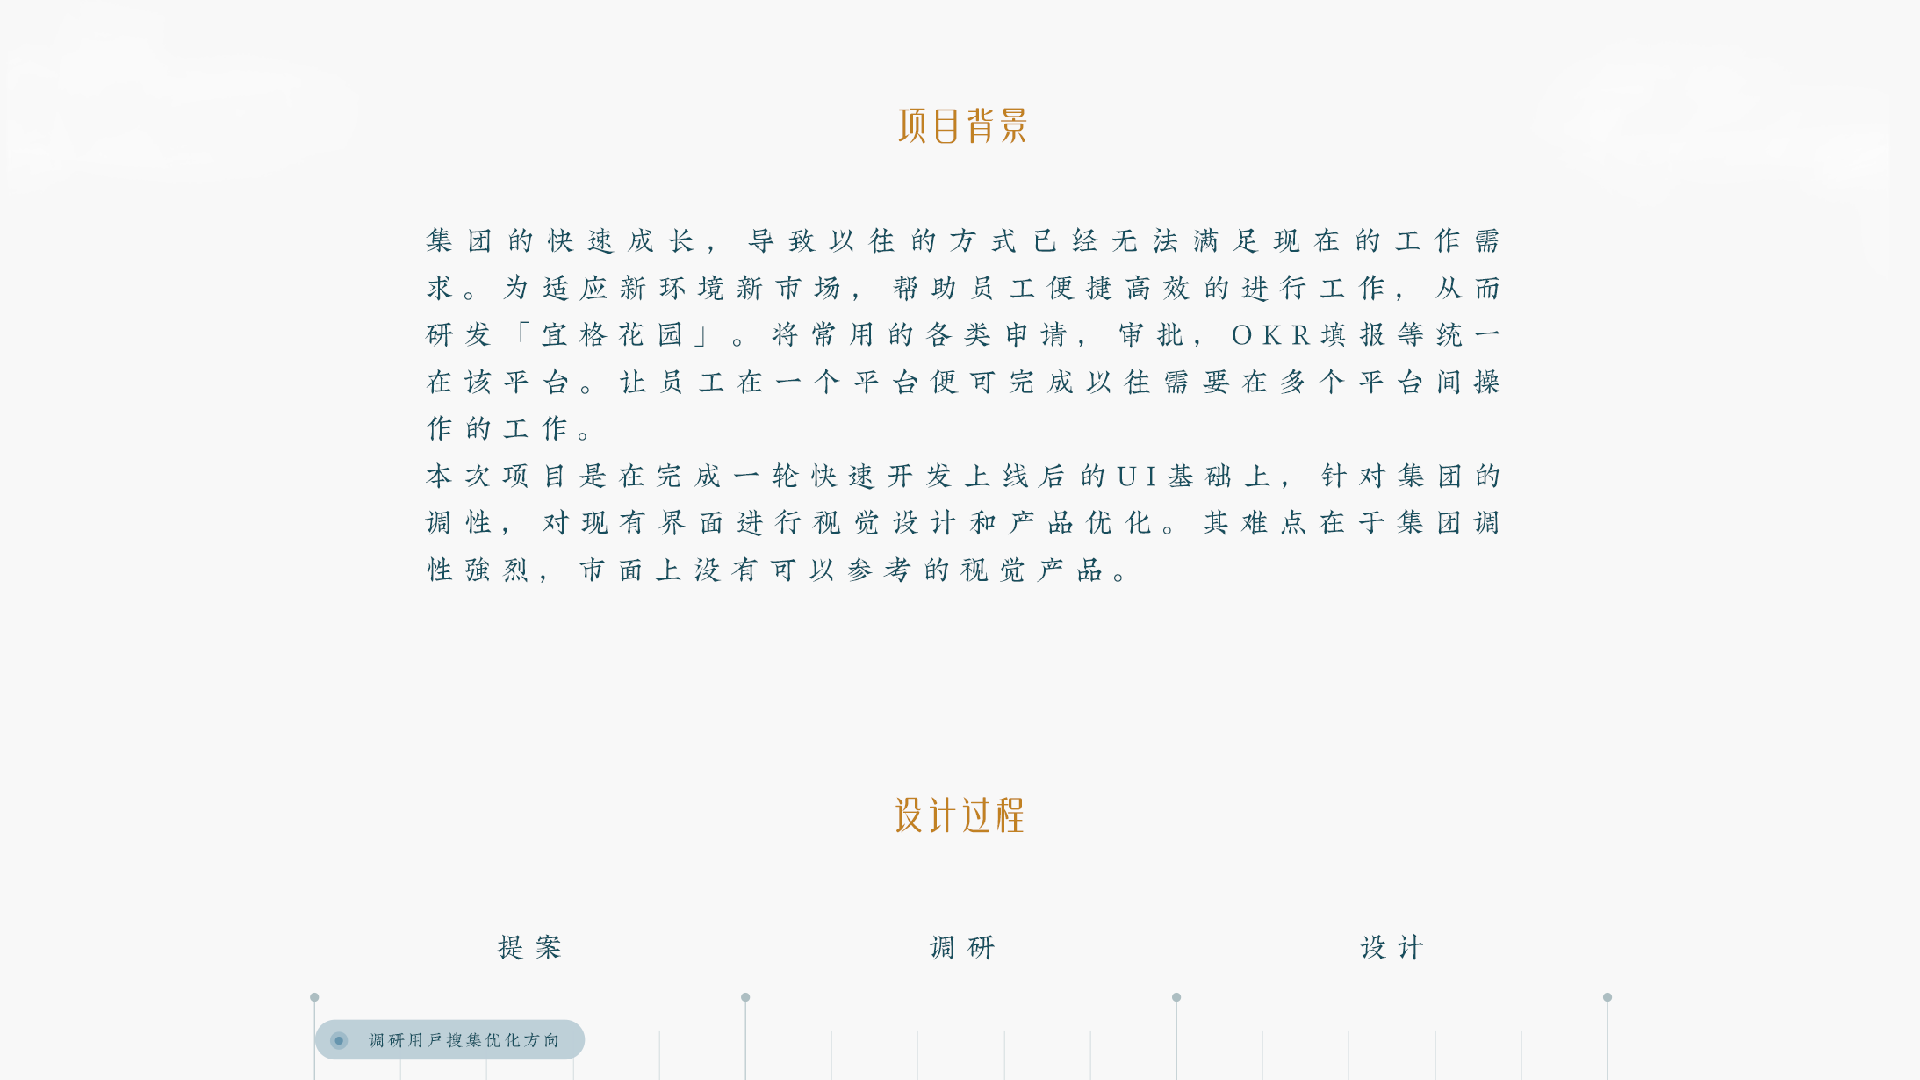 项目背景
集团的快速成长，导致以往的方式已经无法满足现在的工作需
求。为适应新环境新市场，帮助员工便捷高效的进行工作，从而
研发「宜格花园」。将常用的各类申请，审批，OKR填报等统一
在该平台。让员工在一个平台便可完成以往需要在多个平台间操
作的工作。
本次项目是在完成一轮快速开发上线后的UI基础上，针对集团的
调性，对现有界面进行视觉设计和产品优化。其难点在于集团调
性强烈，市面上没有可以参考的视觉产品。
设计过程
提案
调研
设计
调研用户搜集优化方向